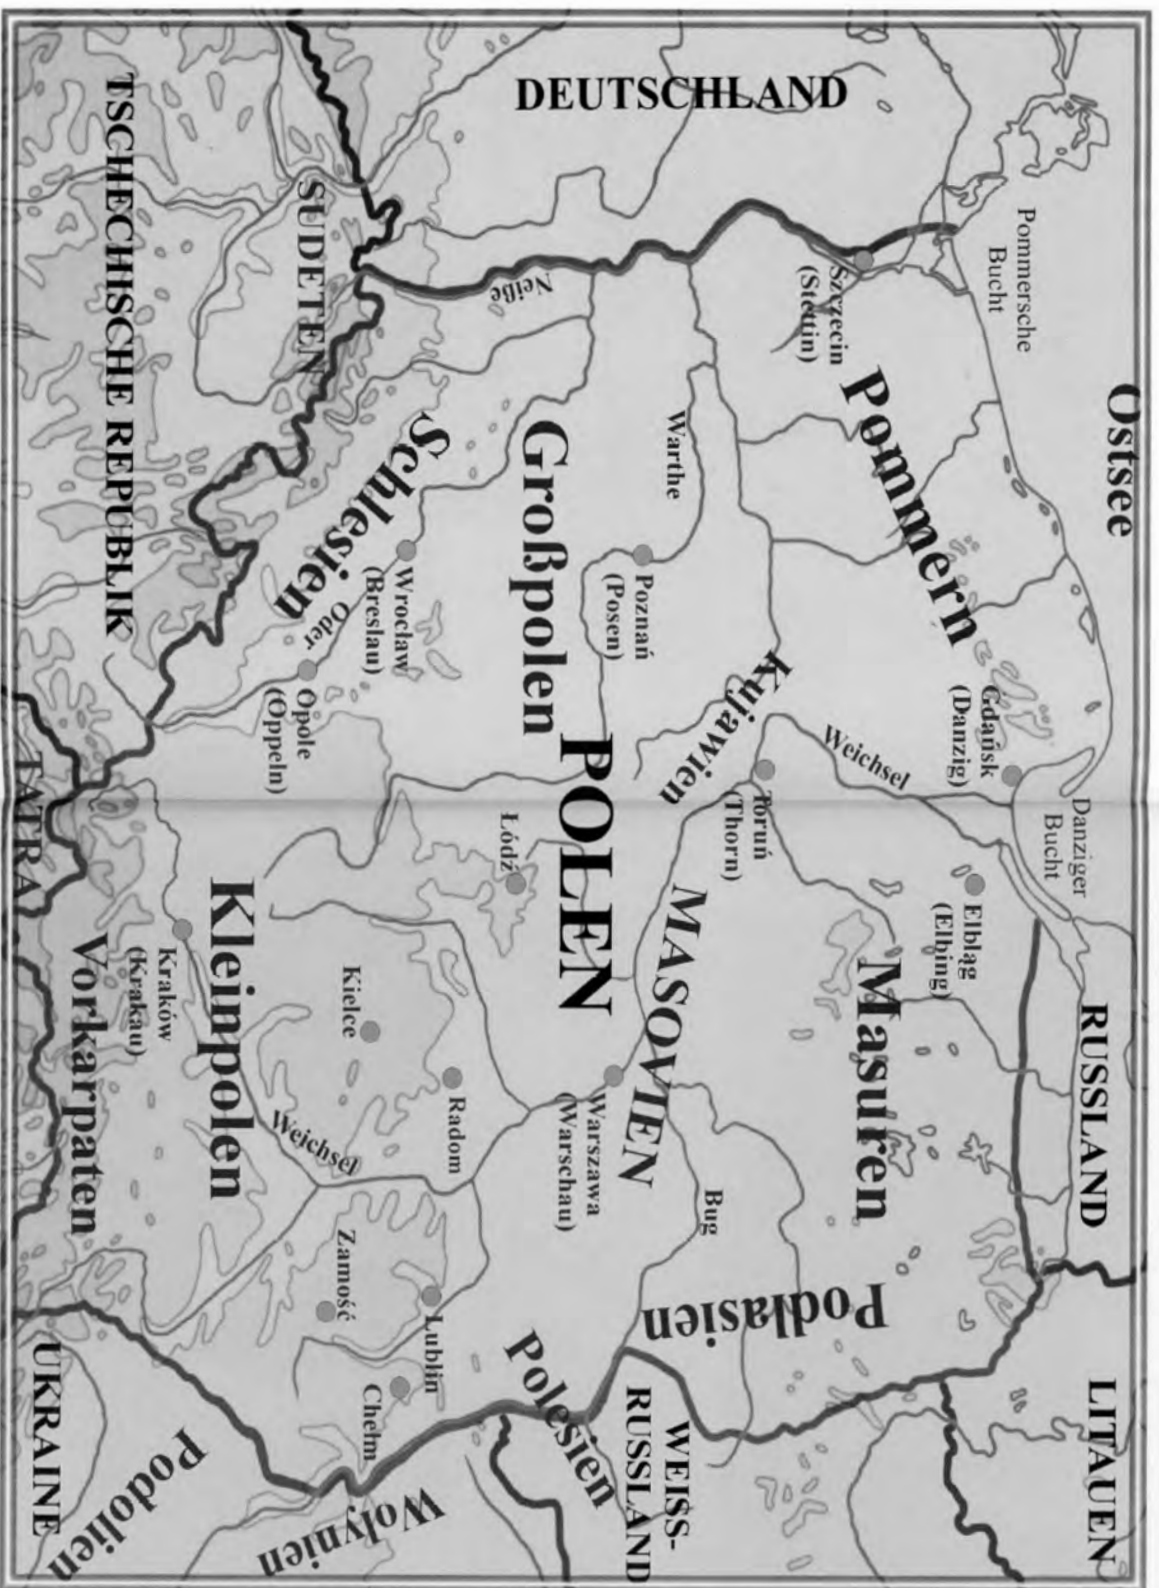 Ostsee
RUSSLAND
LITAUEN
Pommersche
Bucht
Danziger
Bucht
Gdańsk
(Danzig)
Elbląg
(Elbing)
Pommern
Szczecin
(Stettin)
DEUTSCHLAND
Weichsel
Masuren
Podlasien
Kujawien
Toruń
(Thorn)
MASOVIEN
Bug
Warthe
Poznań
(Posen)
WEISS-
RUSSLAND
Warszawa
(Warschau)
POLEN
Großpolen
Neiße
Łódź
Polesien
Radom
Lublin
Schlesien
Wrocław
(Breslau)
Kielce
Chełm
Zamość
Oder
Opole
(Oppeln)
SUDETEN
Weichsel
Wolynien
Kleinpolen
Kraków
(Krakau)
Podolien
TSCHECHISCHE REPUBLIK
Vorkarpaten
TATRA
UKRAINE